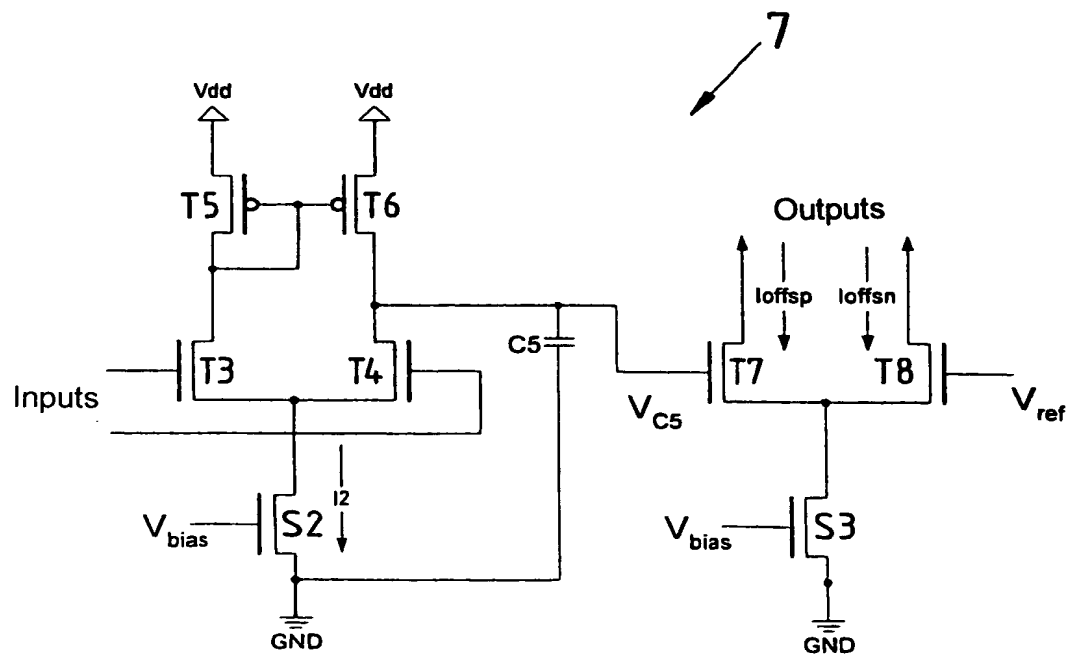 7
Vdd
Vdd
T5
T6
Outputs
Ioffsp
Ioffsn
C5
T3
T4
T7
T8
Inputs
VC5
Vref
I2
Vbias
S2
Vbias
S3
GND
GND